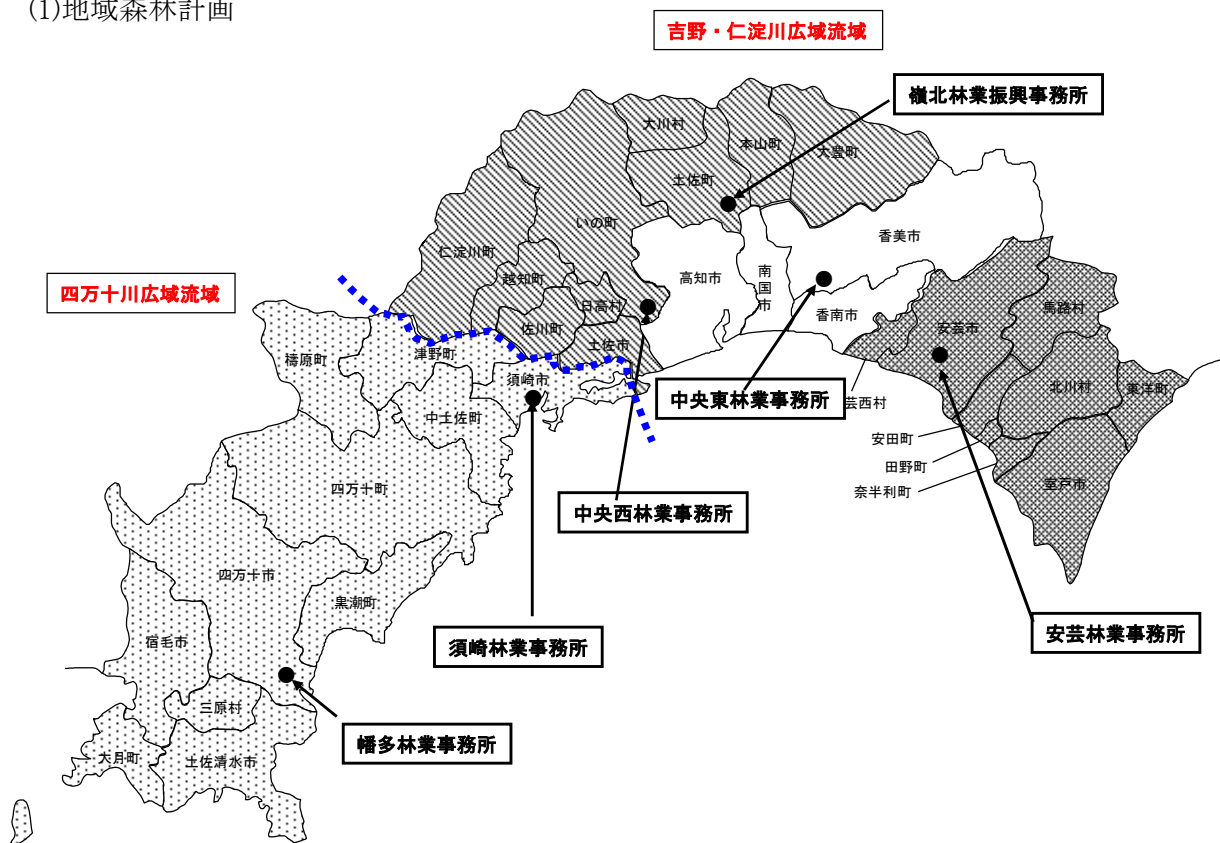 (1)地域森林計画
吉野・仁淀川広域流域
嶺北林業振興事務所
大川村
本山町
大豊町
土佐町
いの町
香美市
仁淀川町
高知市
南国市
越知町
四万十川広域流域
日高村
香南市
馬路村
安芸市
佐川町
土佐市
津野町
梼原町
須崎市
北川村
東洋町
中央東林業事務所
芸西村
中土佐町
安田町
田野町
奈半利町
室戸市
四万十町
中央西林業事務所
四万十市
黒潮町
宿毛市
須崎林業事務所
安芸林業事務所
三原村
幡多林業事務所
大月町
土佐清水市